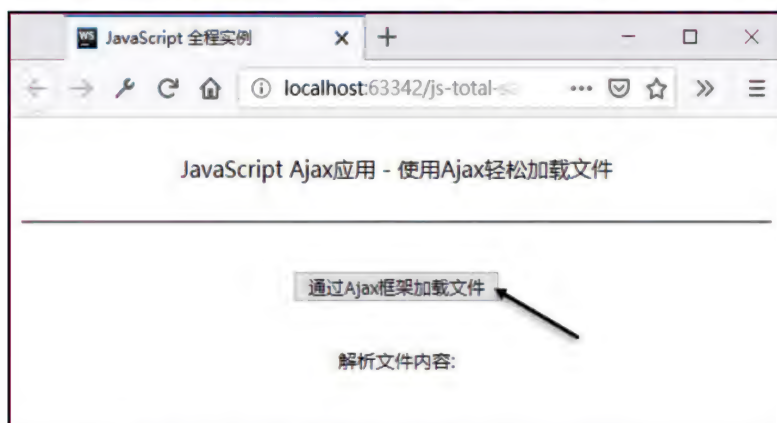 WS JavaScript 全程实例
localhost:63342/js-total-
JavaScript Ajax应用 - 使用Ajax轻松加载文件
通过Ajax框架加载文件
解析文件内容: